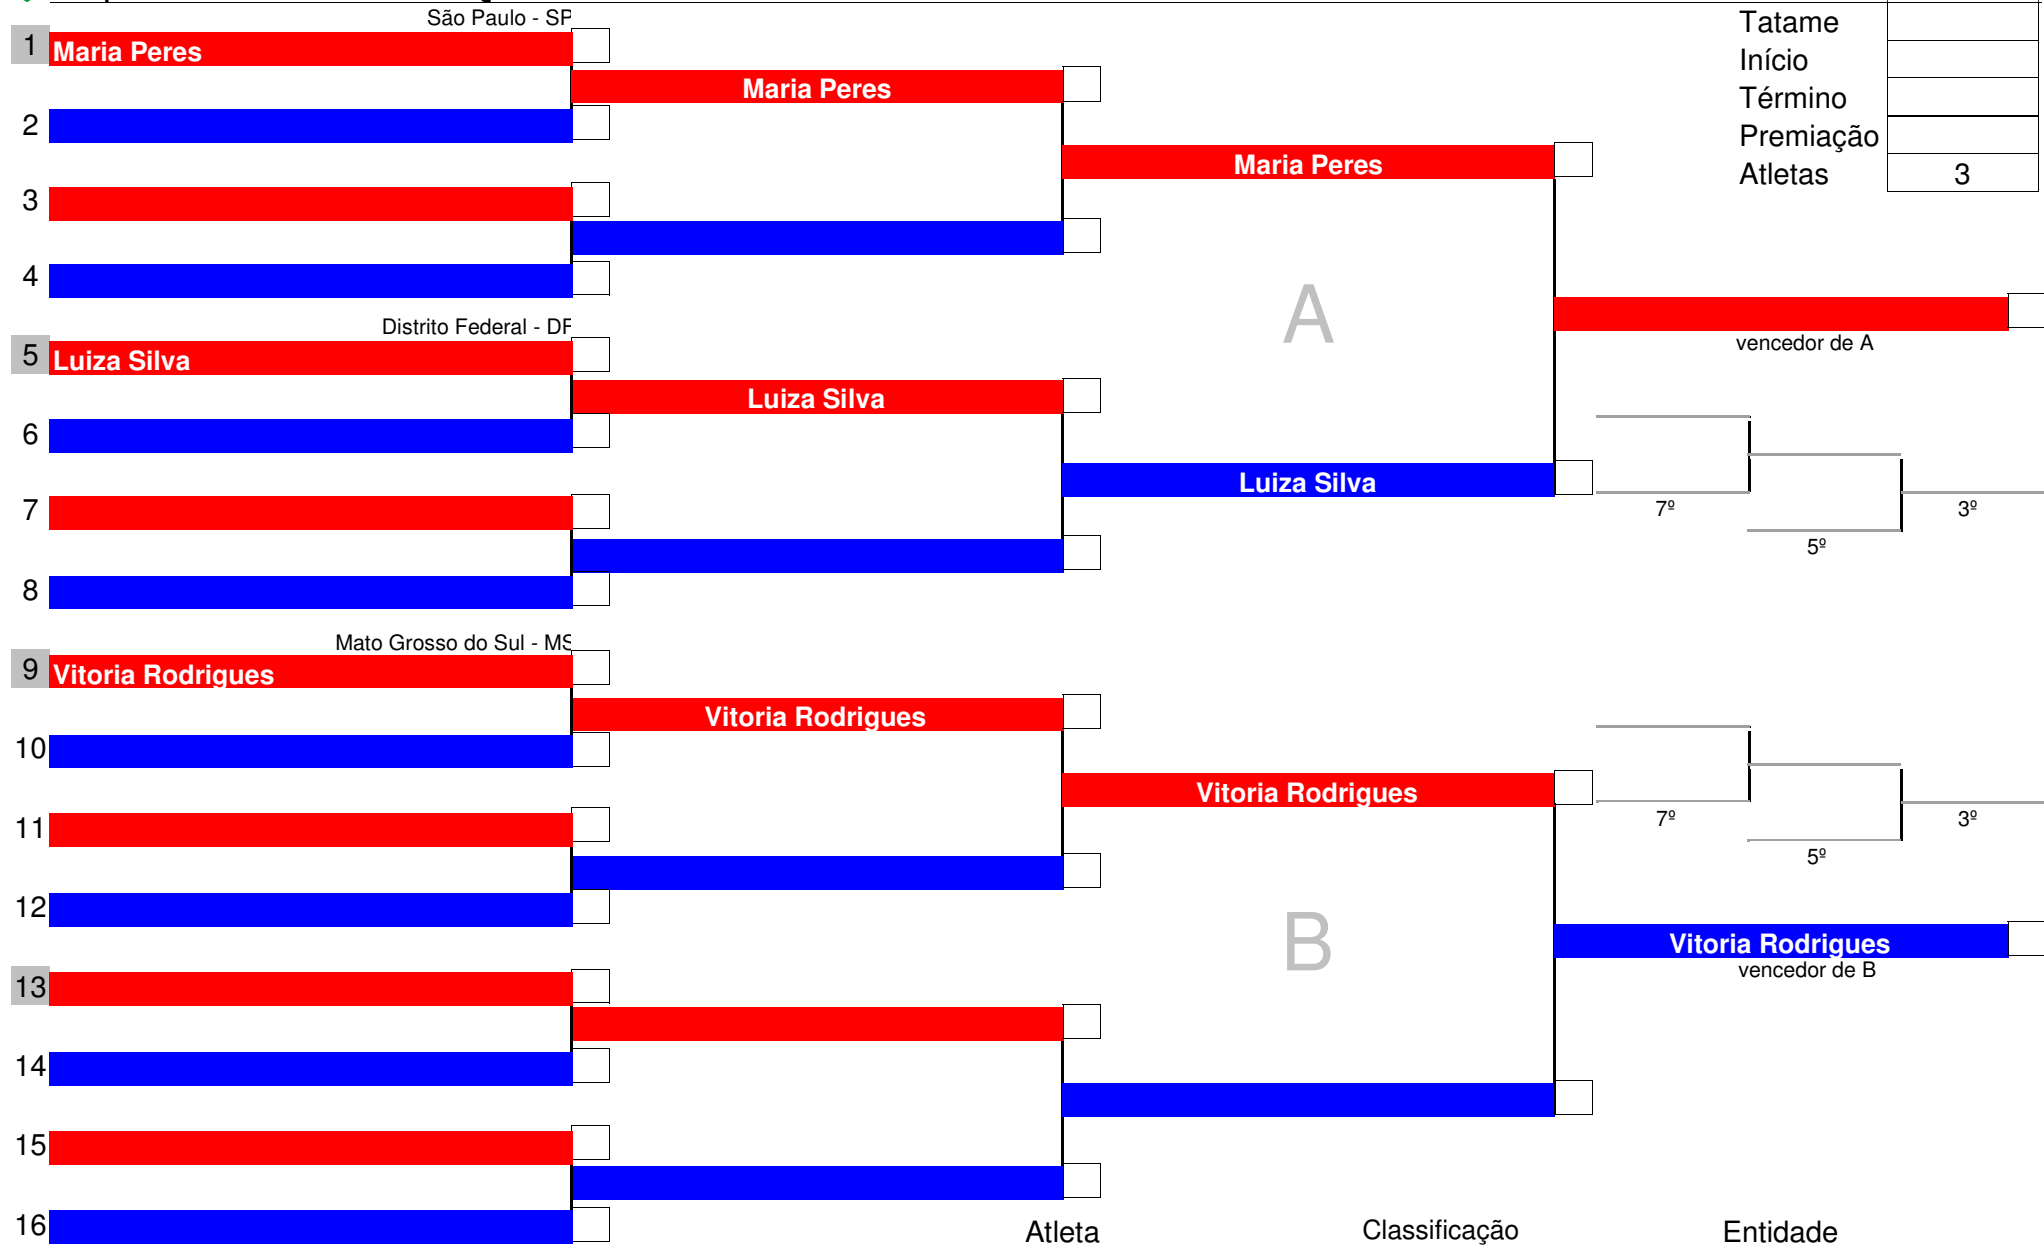 São Paulo - SP
1 Maria Peres
Maria Peres
2
Maria Peres
3
4
Tatame
Início
Término
Premiação
Atletas 3
A
vencedor de A
Distrito Federal - DF
5 Luiza Silva
Luiza Silva
6
Luiza Silva
7
8
7º
3º
5º
Mato Grosso do Sul - MS
9 Vitoria Rodrigues
Vitoria Rodrigues
10
Vitoria Rodrigues
11
12
7º
3º
5º
B
Vitoria Rodrigues
vencedor de B
13
14
15
16
Atleta Classificação Entidade